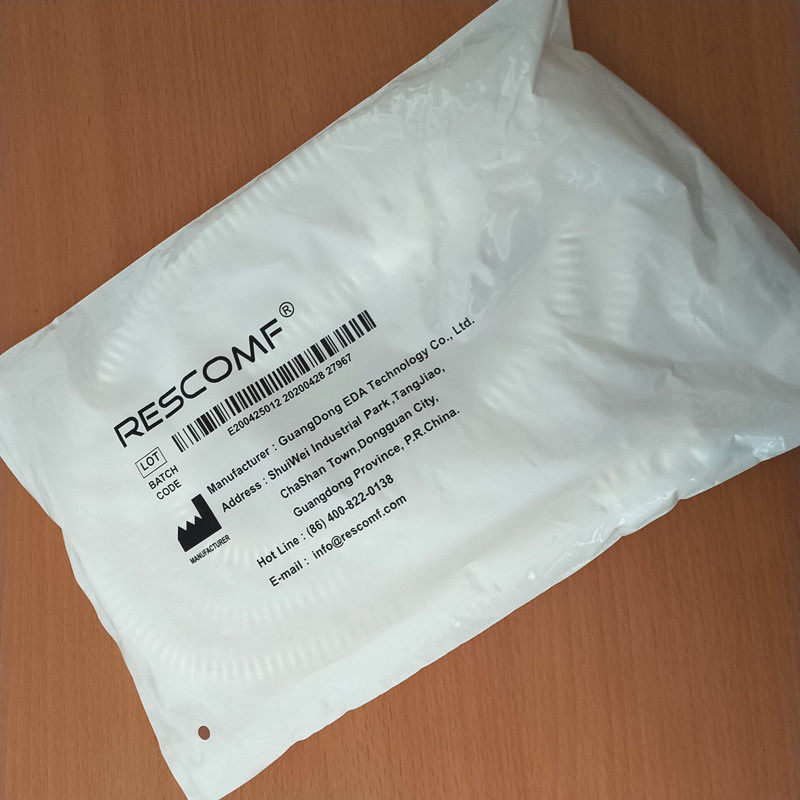 RESCOMF®
E200425012 20200428 27967
LOT
BATCH
CODE
MANUFACTURER
Manufacturer : GuangDong EDA Technology Co., Ltd.
Address : ShuiWei Industrial Park ,TangJiao,
ChaShan Town,Dongguan City,
Guangdong Province, P.R.China.
Hot Line : (86) 400-822-0138
E-mail : info@rescomf.com